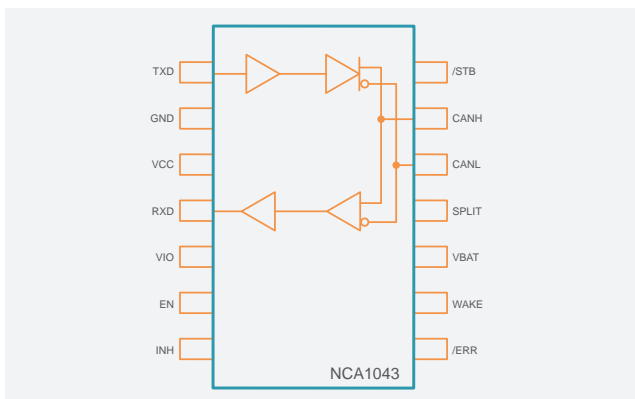 TXD
/STB
GND
CANH
VCC
CANL
RXD
SPLIT
VIO
VBAT
EN
WAKE
INH
/ERR
NCA1043